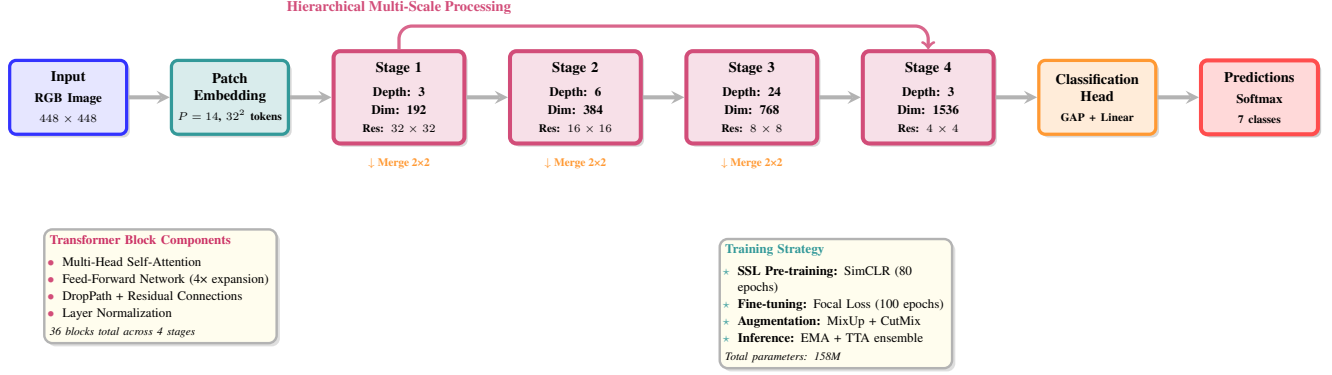 Hierarchical Multi-Scale Processing
Input
RGB Image
448 × 448
Patch
Embedding
P = 14, 32² tokens
Stage 1
Depth: 3
Dim: 192
Res: 32 × 32
↓ Merge 2×2
Stage 2
Depth: 6
Dim: 384
Res: 16 × 16
↓ Merge 2×2
Stage 3
Depth: 24
Dim: 768
Res: 8 × 8
↓ Merge 2×2
Stage 4
Depth: 3
Dim: 1536
Res: 4 × 4
Classification
Head
GAP + Linear
Predictions
Softmax
7 classes
Transformer Block Components
• Multi-Head Self-Attention
• Feed-Forward Network (4× expansion)
• DropPath + Residual Connections
• Layer Normalization
36 blocks total across 4 stages
Training Strategy
⋆ SSL Pre-training: SimCLR (80
epochs)
⋆ Fine-tuning: Focal Loss (100 epochs)
⋆ Augmentation: MixUp + CutMix
⋆ Inference: EMA + TTA ensemble
Total parameters: 158M